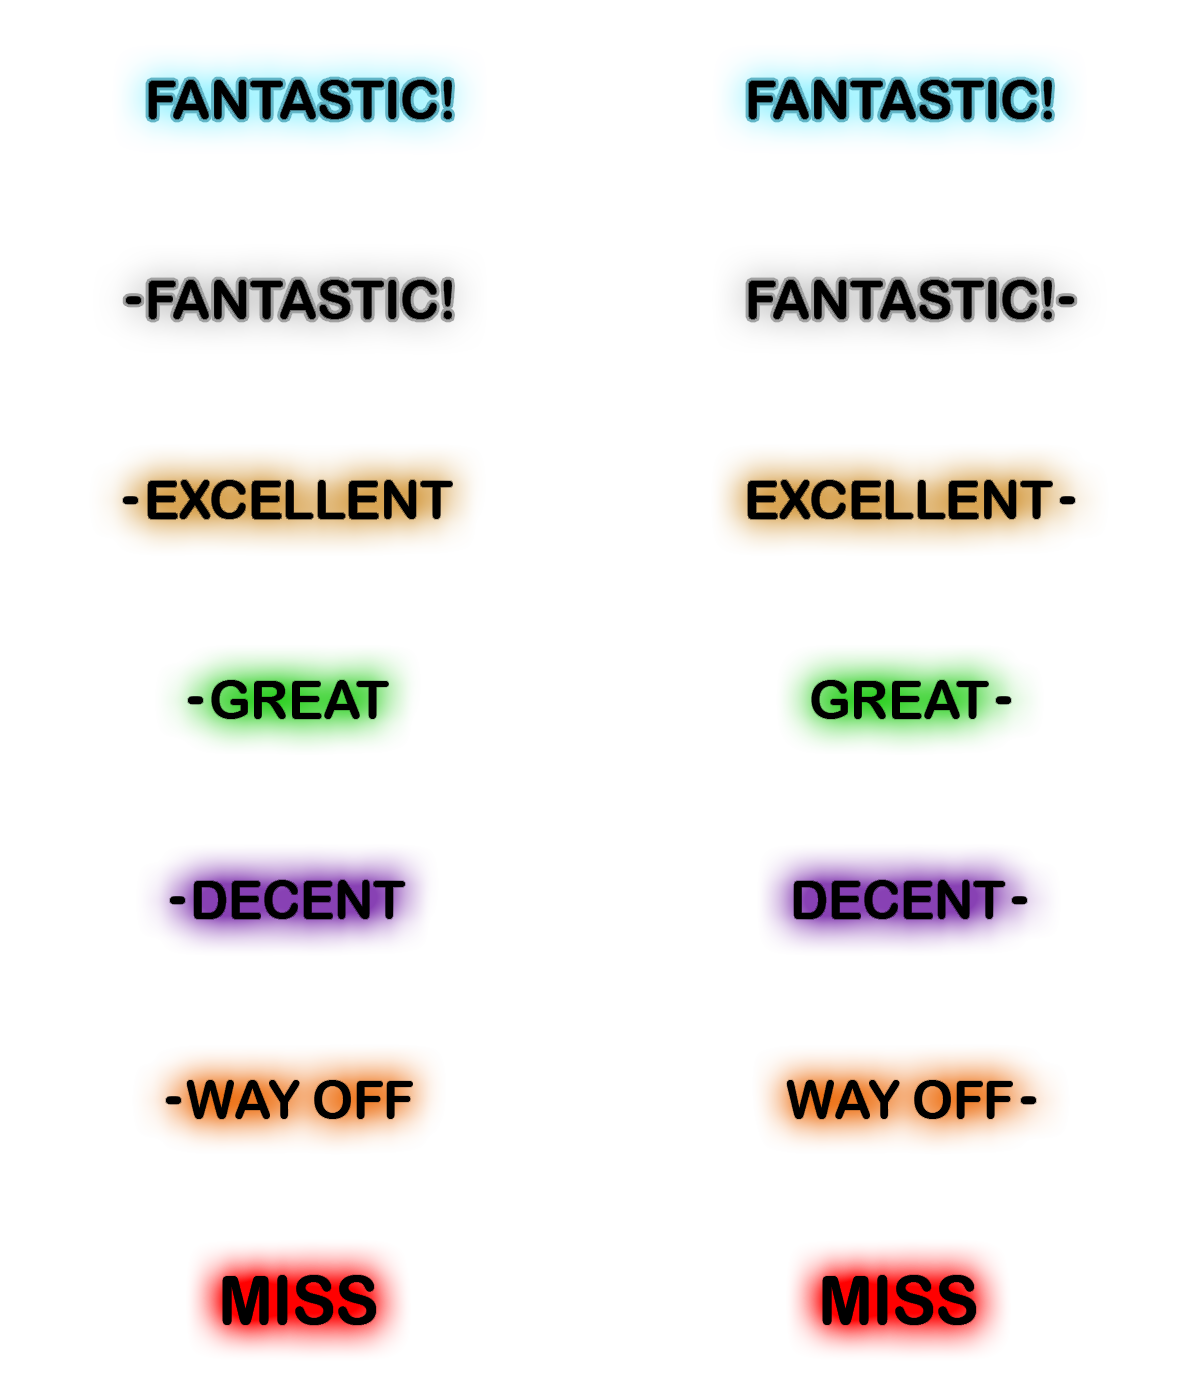 FANTASTIC! FANTASTIC!
-FANTASTIC! FANTASTIC!-
-EXCELLENT EXCELLENT-
-GREAT GREAT-
-DECENT DECENT-
-WAY OFF WAY OFF-
MISS MISS